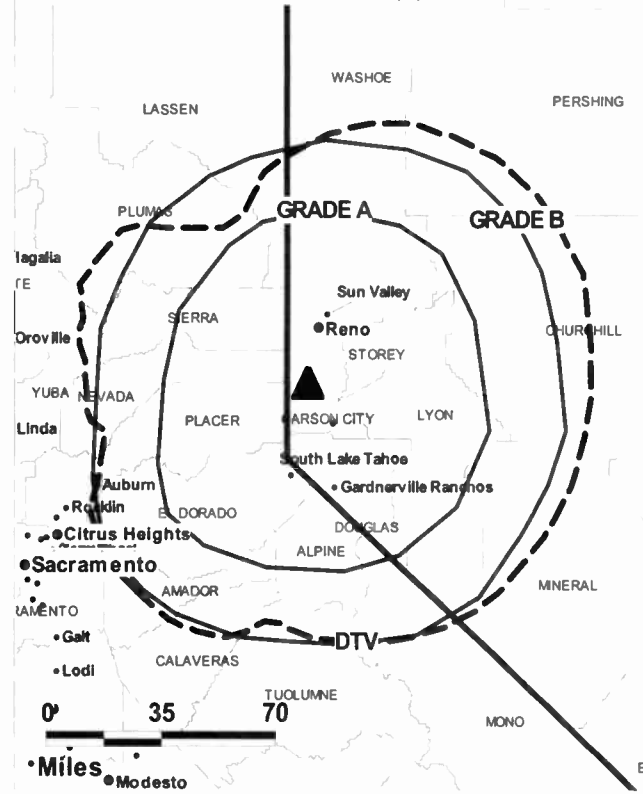 WASHOE
PERSHING
LASSEN
PLUMAS
GRADE A
GRADE B
lagalia
TE
Sun Valley
SIERRA
Reno
Oroville
CHURCHILL
STOREY
YUBA
NEVADA
PLACER
CARSON CITY
LYON
Linda
South Lake Tahoe
Auburn
Gardnerville Ranchos
Rocklin
EL DORADO
DOUGLAS
Citrus Heights
ALPINE
Sacramento
MINERAL
AMADOR
RAMENTO
Galt
DTV
CALAVERAS
Lodi
TUOLUMNE
0 35 70
MONO
Miles
Modesto